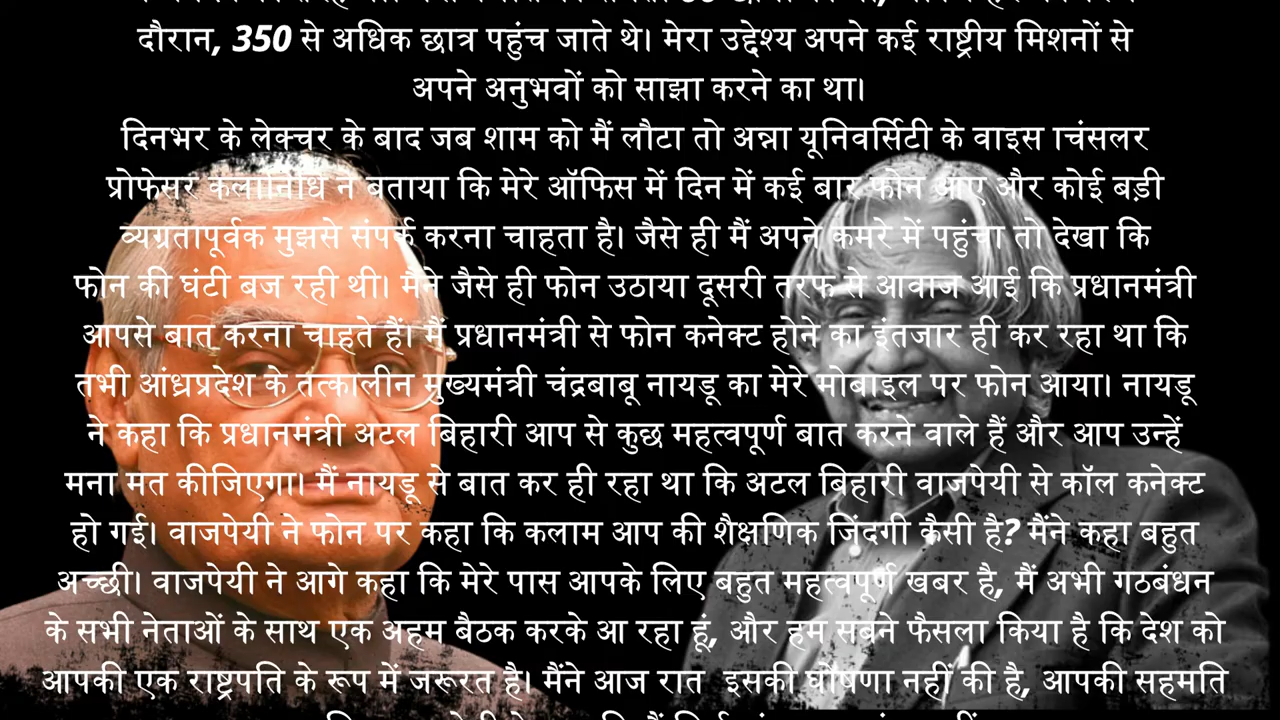 दौरान, 350 से अधिक छात्र पहुंच जाते थे। मेरा उद्देश्य अपने कई राष्ट्रीय मिशनों से
अपने अनुभवों को साझा करने का था।
दिनभर के लेक्चर के बाद जब शाम को मैं लौटा तो अन्ना यूनिवर्सिटी के वाइस चिंसलर
प्रोफेसर कलानिधि ने बताया कि मेरे ऑफिस में दिन में कई बार फोन आए और कोई बड़ी
व्यग्रतापूर्वक मुझसे संपर्क करना चाहता है। जैसे ही मैं अपने कमरे में पहुंचा तो देखा कि
फोन की घंटी बज रही थी। मैंने जैसे ही फोन उठाया दूसरी तरफ से आवाज आई कि प्रधानमंत्री
आपसे बात करना चाहते हैं। मैं प्रधानमंत्री से फोन कनेक्ट होने का इंतजार ही कर रहा था कि
तभी आंध्रप्रदेश के तत्कालीन मुख्यमंत्री चंद्रबाबू नायडू का मेरे मोबाइल पर फोन आया। नायडू
ने कहा कि प्रधानमंत्री अटल बिहारी आप से कुछ महत्वपूर्ण बात करने वाले हैं और आप उन्हें
मना मत कीजिएगा। मैं नायडू से बात कर ही रहा था कि अटल बिहारी वाजपेयी से कॉल कनेक्ट
हो गई। वाजपेयी ने फोन पर कहा कि कलाम आप की शैक्षणिक जिंदगी कैसी है? मैंने कहा बहुत
अच्छी। वाजपेयी ने आगे कहा कि मेरे पास आपके लिए बहुत महत्वपूर्ण खबर है, मैं अभी गठबंधन
के सभी नेताओं के साथ एक अहम बैठक करके आ रहा हूं, और हम सबने फैसला किया है कि देश को
आपकी एक राष्ट्रपति के रूप में जरूरत है। मैंने आज रात इसकी घोषणा नहीं की है, आपकी सहमति